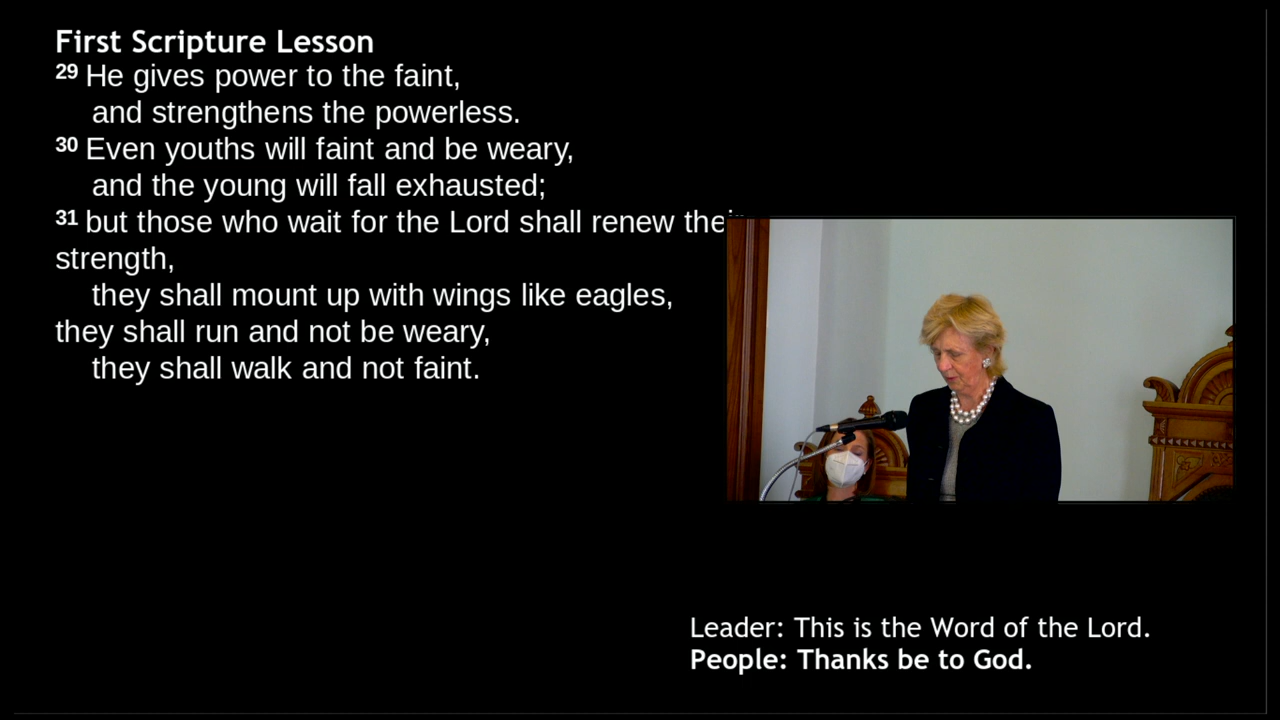 First Scripture Lesson
29 He gives power to the faint,
and strengthens the powerless.
30 Even youths will faint and be weary,
and the young will fall exhausted;
31 but those who wait for the Lord shall renew their
strength,
they shall mount up with wings like eagles,
they shall run and not be weary,
they shall walk and not faint.
Leader: This is the Word of the Lord.
People: Thanks be to God.